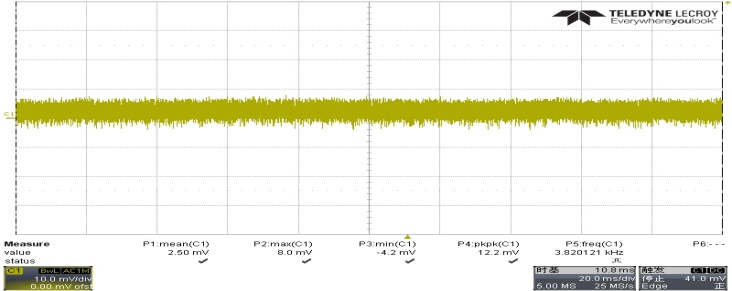 TELEDYNE LECROY
Everywhereyoulook™
C1
Measure P1:mean(C1) P2:max(C1) P3:min(C1) P4:pkpk(C1) P5:freq(C1) P6:- - -
value 2.50 mV 8.0 mV -4.2 mV 12.2 mV 3.820121 kHz
status
C1 BwL AC1M
10.0 mV/div
0.00 mV ofst
时基 10.8 ms
20.0 ms/div
5.00 MS 25 MS/s
触发 C1 DC
停止 41.0 mV
Edge 正